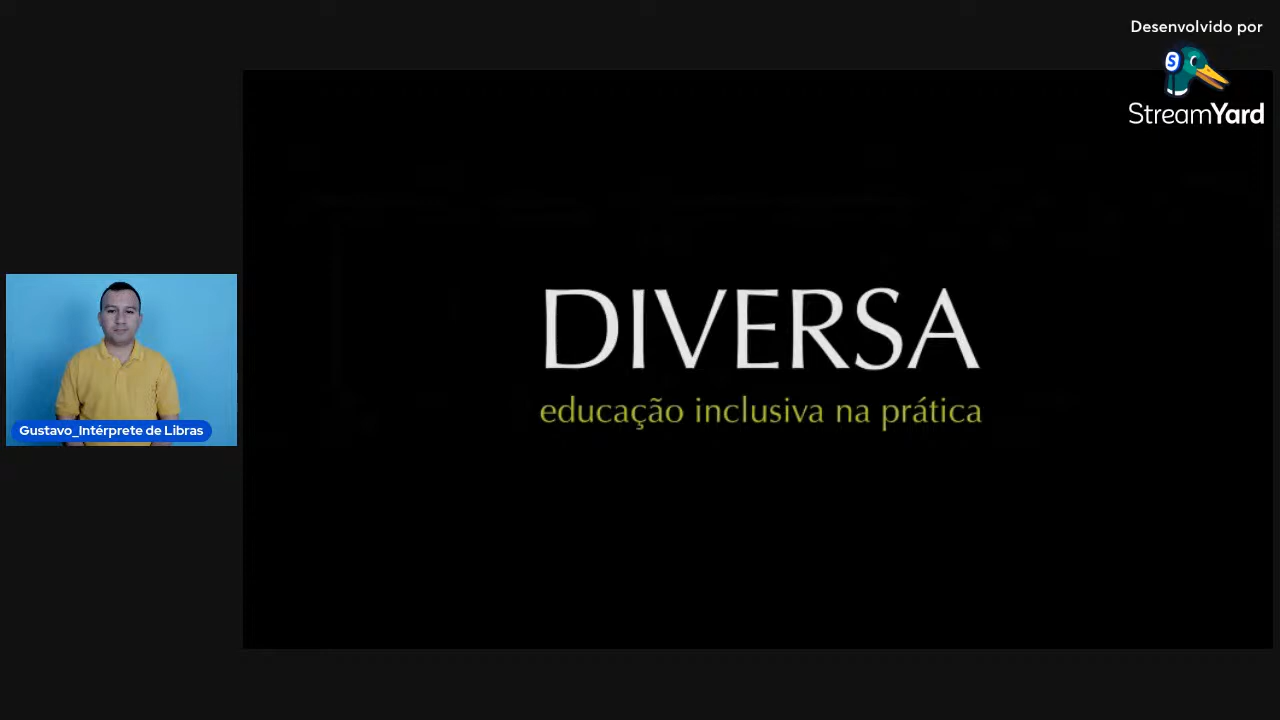 Desenvolvido por
S
StreamYard
DIVERSA
educação inclusiva na prática
Gustavo_Intérprete de Libras